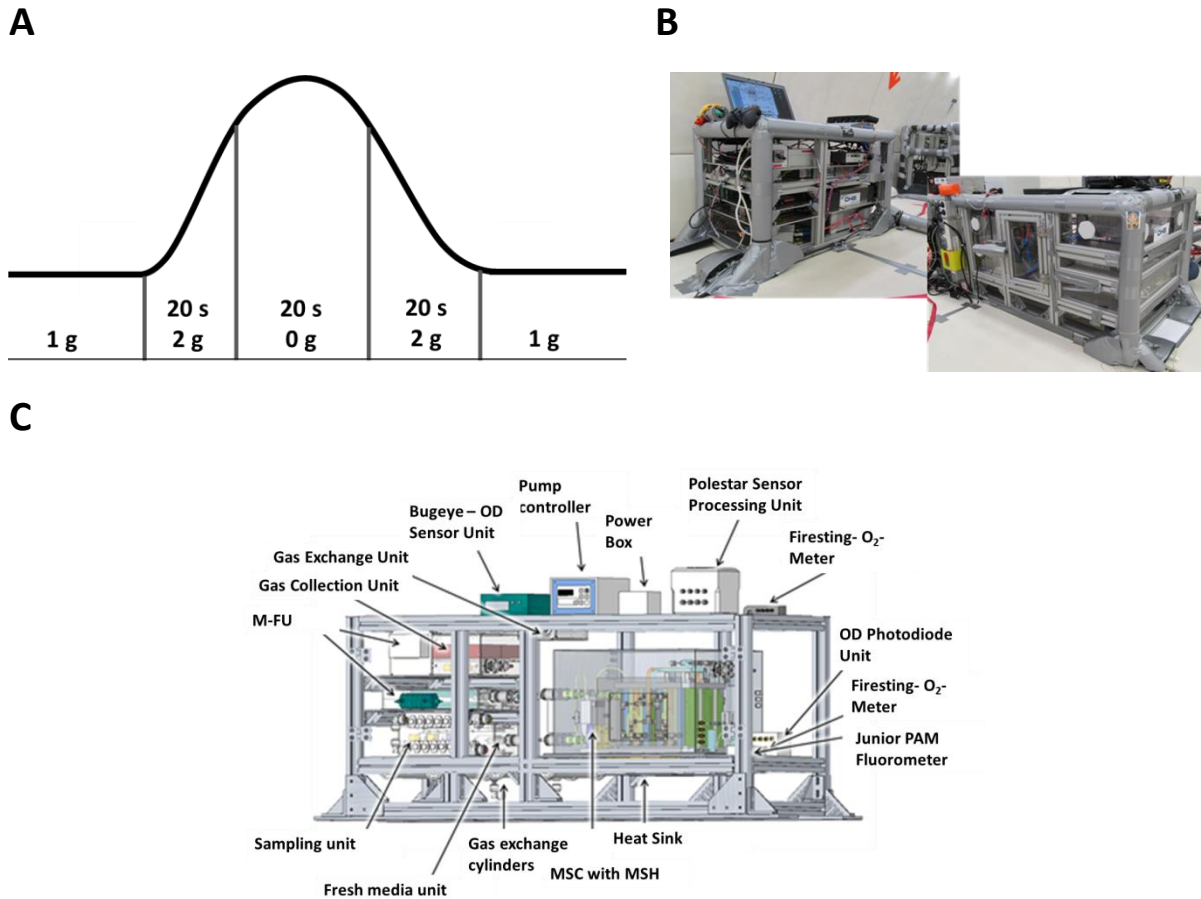 A
B
20 s
20 s
20 s
1 g
2 g
0 g
2 g
1 g
C
Pump
controller
Polestar Sensor
Processing Unit
Bugeye – OD
Sensor Unit
Power
Box
Firesting- O₂-
Meter
Gas Exchange Unit
Gas Collection Unit
M-FU
OD Photodiode
Unit
Firesting- O₂-
Meter
Junior PAM
Fluorometer
Sampling unit
Gas exchange
cylinders
Heat Sink
MSC with MSH
Fresh media unit